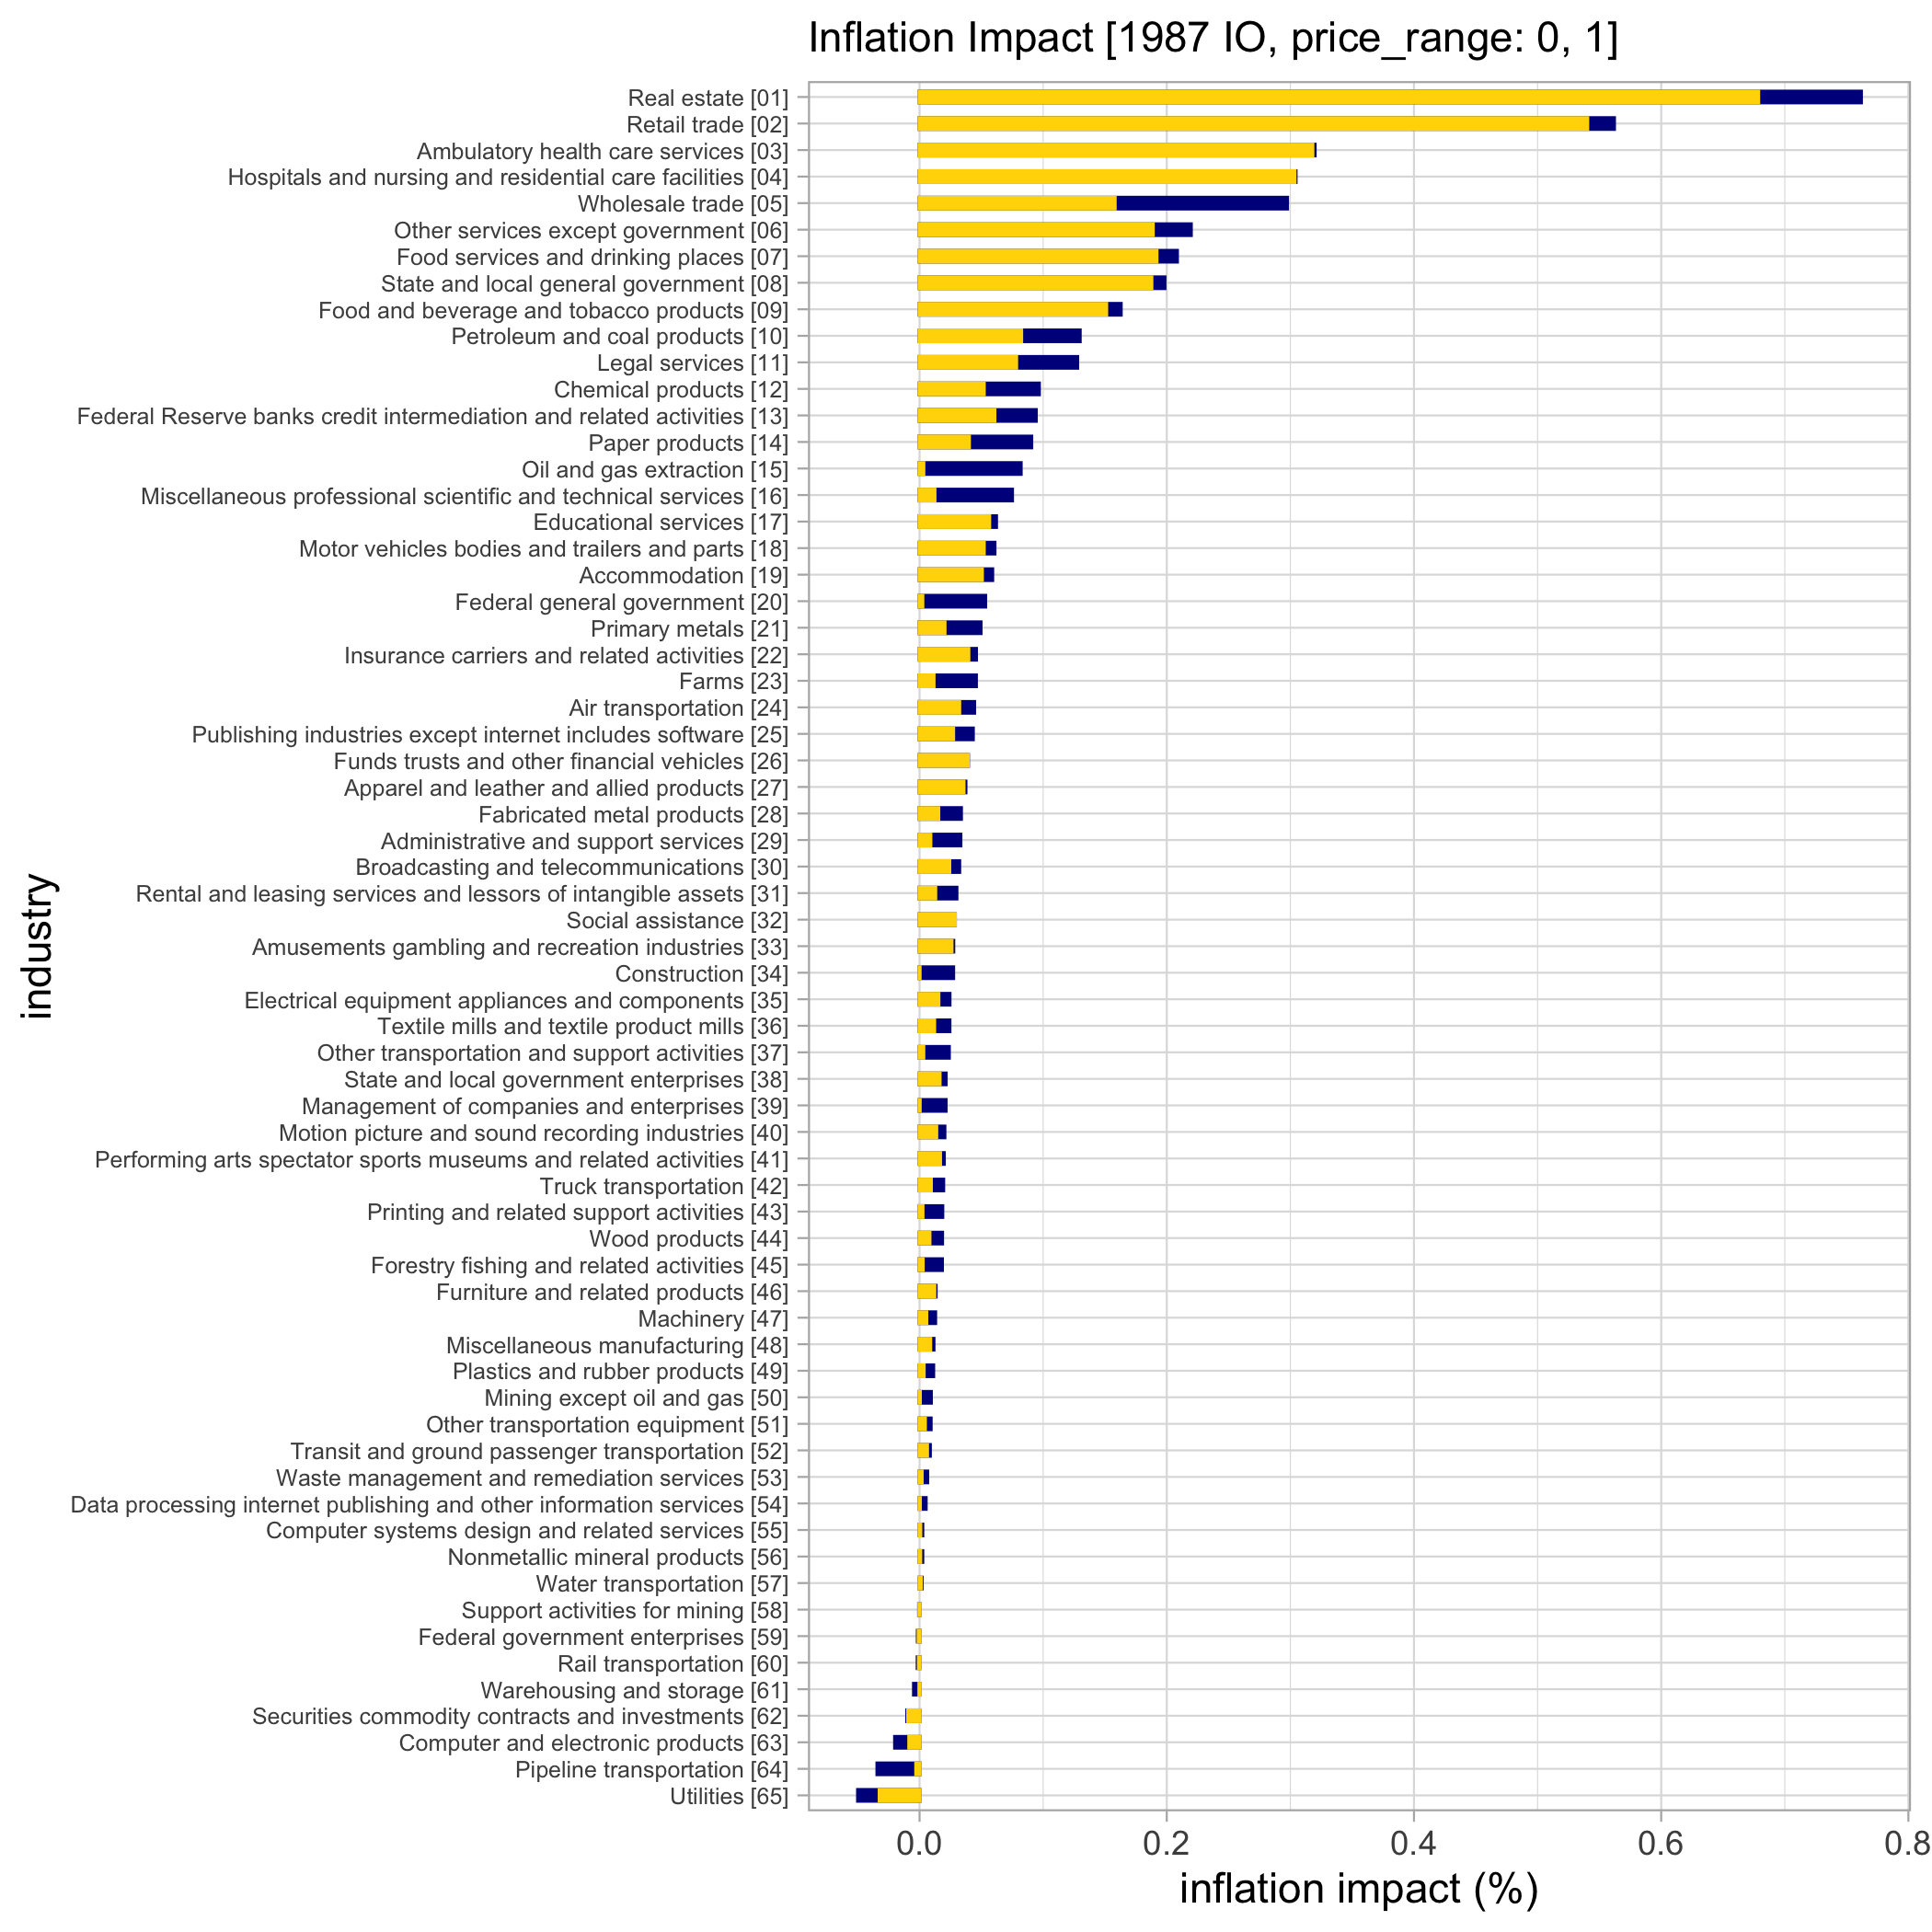 Inflation Impact [1987 IO, price_range: 0, 1]
Real estate [01]
Retail trade [02]
Ambulatory health care services [03]
Hospitals and nursing and residential care facilities [04]
Wholesale trade [05]
Other services except government [06]
Food services and drinking places [07]
State and local general government [08]
Food and beverage and tobacco products [09]
Petroleum and coal products [10]
Legal services [11]
Chemical products [12]
Federal Reserve banks credit intermediation and related activities [13]
Paper products [14]
Oil and gas extraction [15]
Miscellaneous professional scientific and technical services [16]
Educational services [17]
Motor vehicles bodies and trailers and parts [18]
Accommodation [19]
Federal general government [20]
Primary metals [21]
Insurance carriers and related activities [22]
Farms [23]
Air transportation [24]
Publishing industries except internet includes software [25]
Funds trusts and other financial vehicles [26]
Apparel and leather and allied products [27]
Fabricated metal products [28]
Administrative and support services [29]
Broadcasting and telecommunications [30]
Rental and leasing services and lessors of intangible assets [31]
Social assistance [32]
Amusements gambling and recreation industries [33]
Construction [34]
Electrical equipment appliances and components [35]
Textile mills and textile product mills [36]
Other transportation and support activities [37]
State and local government enterprises [38]
Management of companies and enterprises [39]
Motion picture and sound recording industries [40]
Performing arts spectator sports museums and related activities [41]
Truck transportation [42]
Printing and related support activities [43]
Wood products [44]
Forestry fishing and related activities [45]
Furniture and related products [46]
Machinery [47]
Miscellaneous manufacturing [48]
Plastics and rubber products [49]
Mining except oil and gas [50]
Other transportation equipment [51]
Transit and ground passenger transportation [52]
Waste management and remediation services [53]
Data processing internet publishing and other information services [54]
Computer systems design and related services [55]
Nonmetallic mineral products [56]
Water transportation [57]
Support activities for mining [58]
Federal government enterprises [59]
Rail transportation [60]
Warehousing and storage [61]
Securities commodity contracts and investments [62]
Computer and electronic products [63]
Pipeline transportation [64]
Utilities [65]
industry
0.0 0.2 0.4 0.6 0.8
inflation impact (%)